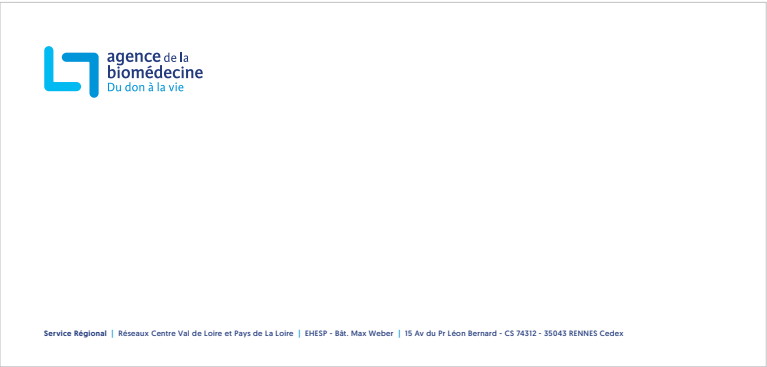 agence de la
biomédecine
Du don à la vie
Service Régional | Réseaux Centre Val de Loire et Pays de La Loire | EHESP - Bât. Max Weber | 15 Av du Pr Léon Bernard - CS 74312 - 35043 RENNES Cedex